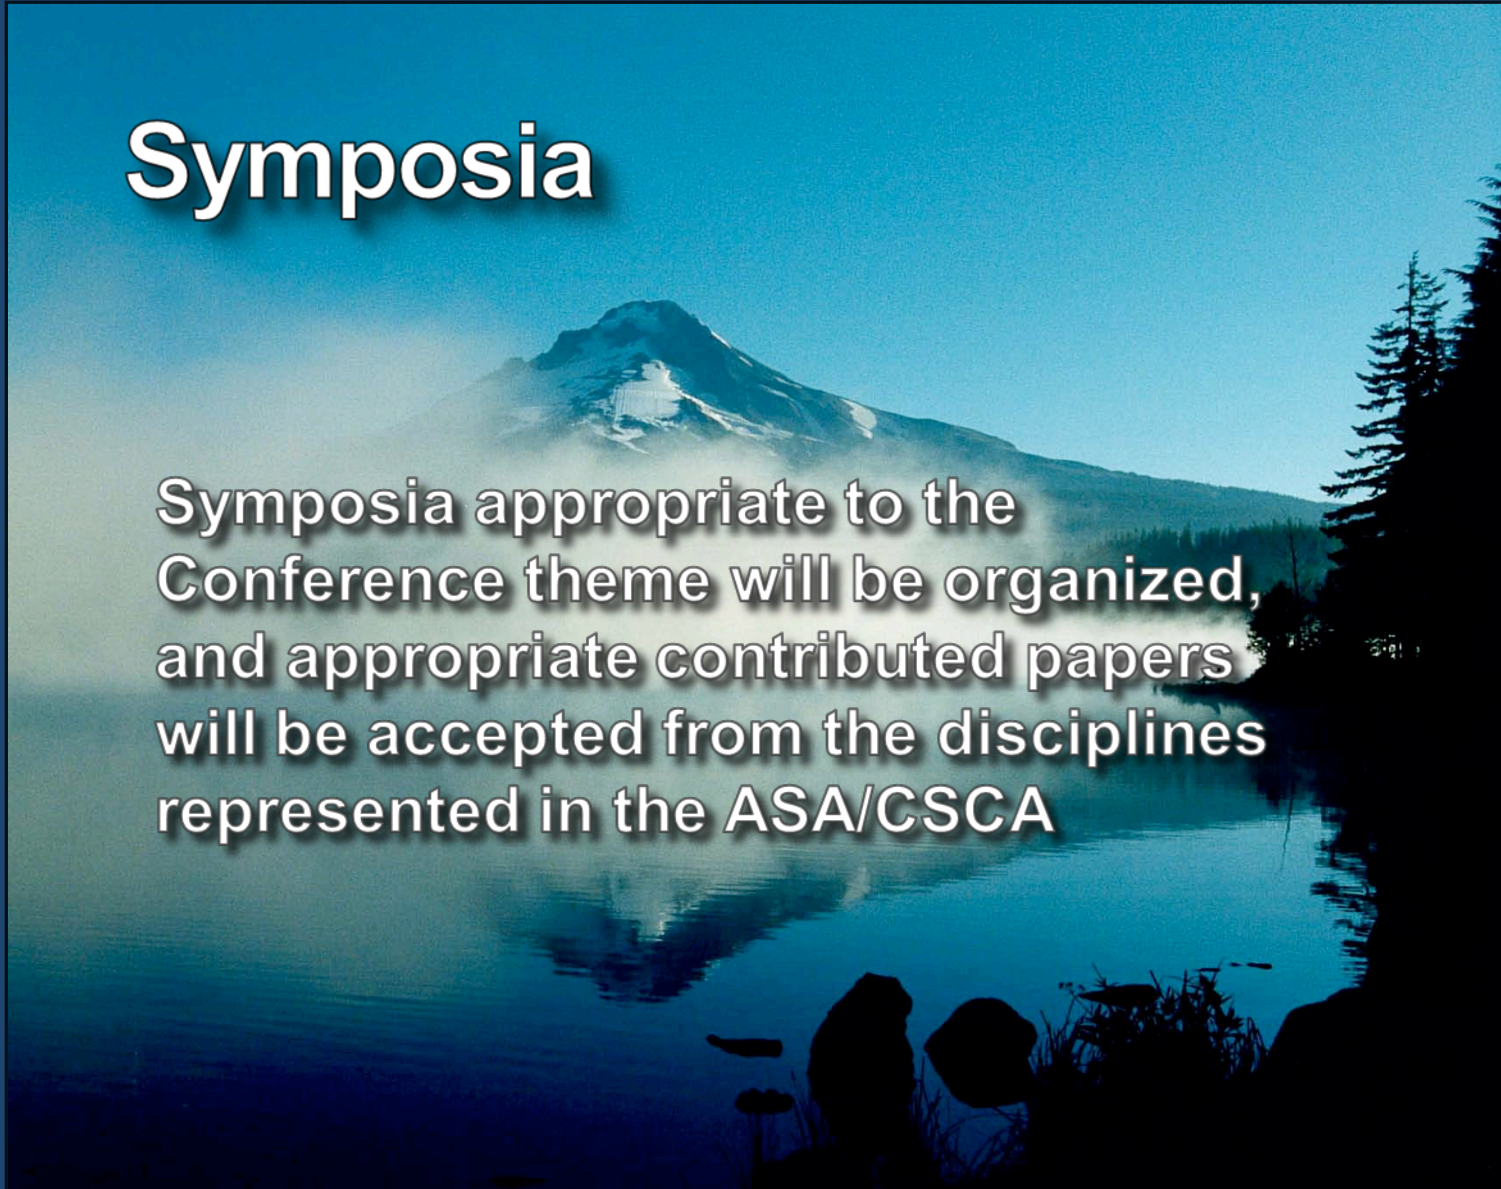 Symposia
Symposia appropriate to the
Conference theme will be organized,
and appropriate contributed papers
will be accepted from the disciplines
represented in the ASA/CSCA